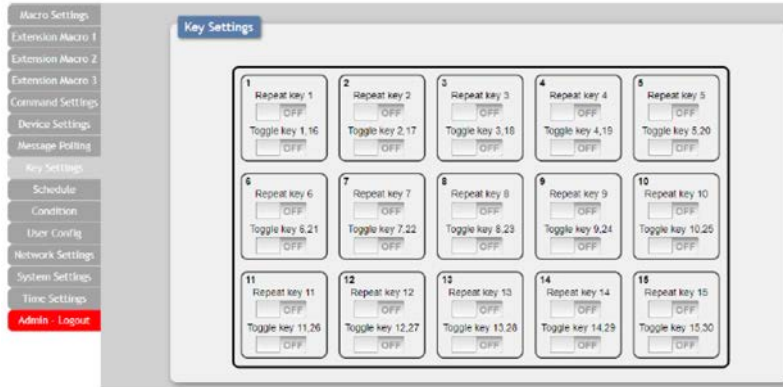 Macro Settings
Extension Macro 1
Extension Macro 2
Extension Macro 3
Command Settings
Device Settings
Message Polling
Key Settings
Schedule
Condition
User Config
Network Settings
System Settings
Time Settings
Admin - Logout
Key Settings
1 2 3 4 5
Repeat key 1 Repeat key 2 Repeat key 3 Repeat key 4 Repeat key 5
OFF OFF OFF OFF OFF
Toggle key 1,16 Toggle key 2,17 Toggle key 3,18 Toggle key 4,19 Toggle key 5,20
OFF OFF OFF OFF OFF
6 7 8 9 10
Repeat key 6 Repeat key 7 Repeat key 8 Repeat key 9 Repeat key 10
OFF OFF OFF OFF OFF
Toggle key 6,21 Toggle key 7,22 Toggle key 8,23 Toggle key 9,24 Toggle key 10,25
OFF OFF OFF OFF OFF
11 12 13 14 15
Repeat key 11 Repeat key 12 Repeat key 13 Repeat key 14 Repeat key 15
OFF OFF OFF OFF OFF
Toggle key 11,26 Toggle key 12,27 Toggle key 13,28 Toggle key 14,29 Toggle key 15,30
OFF OFF OFF OFF OFF